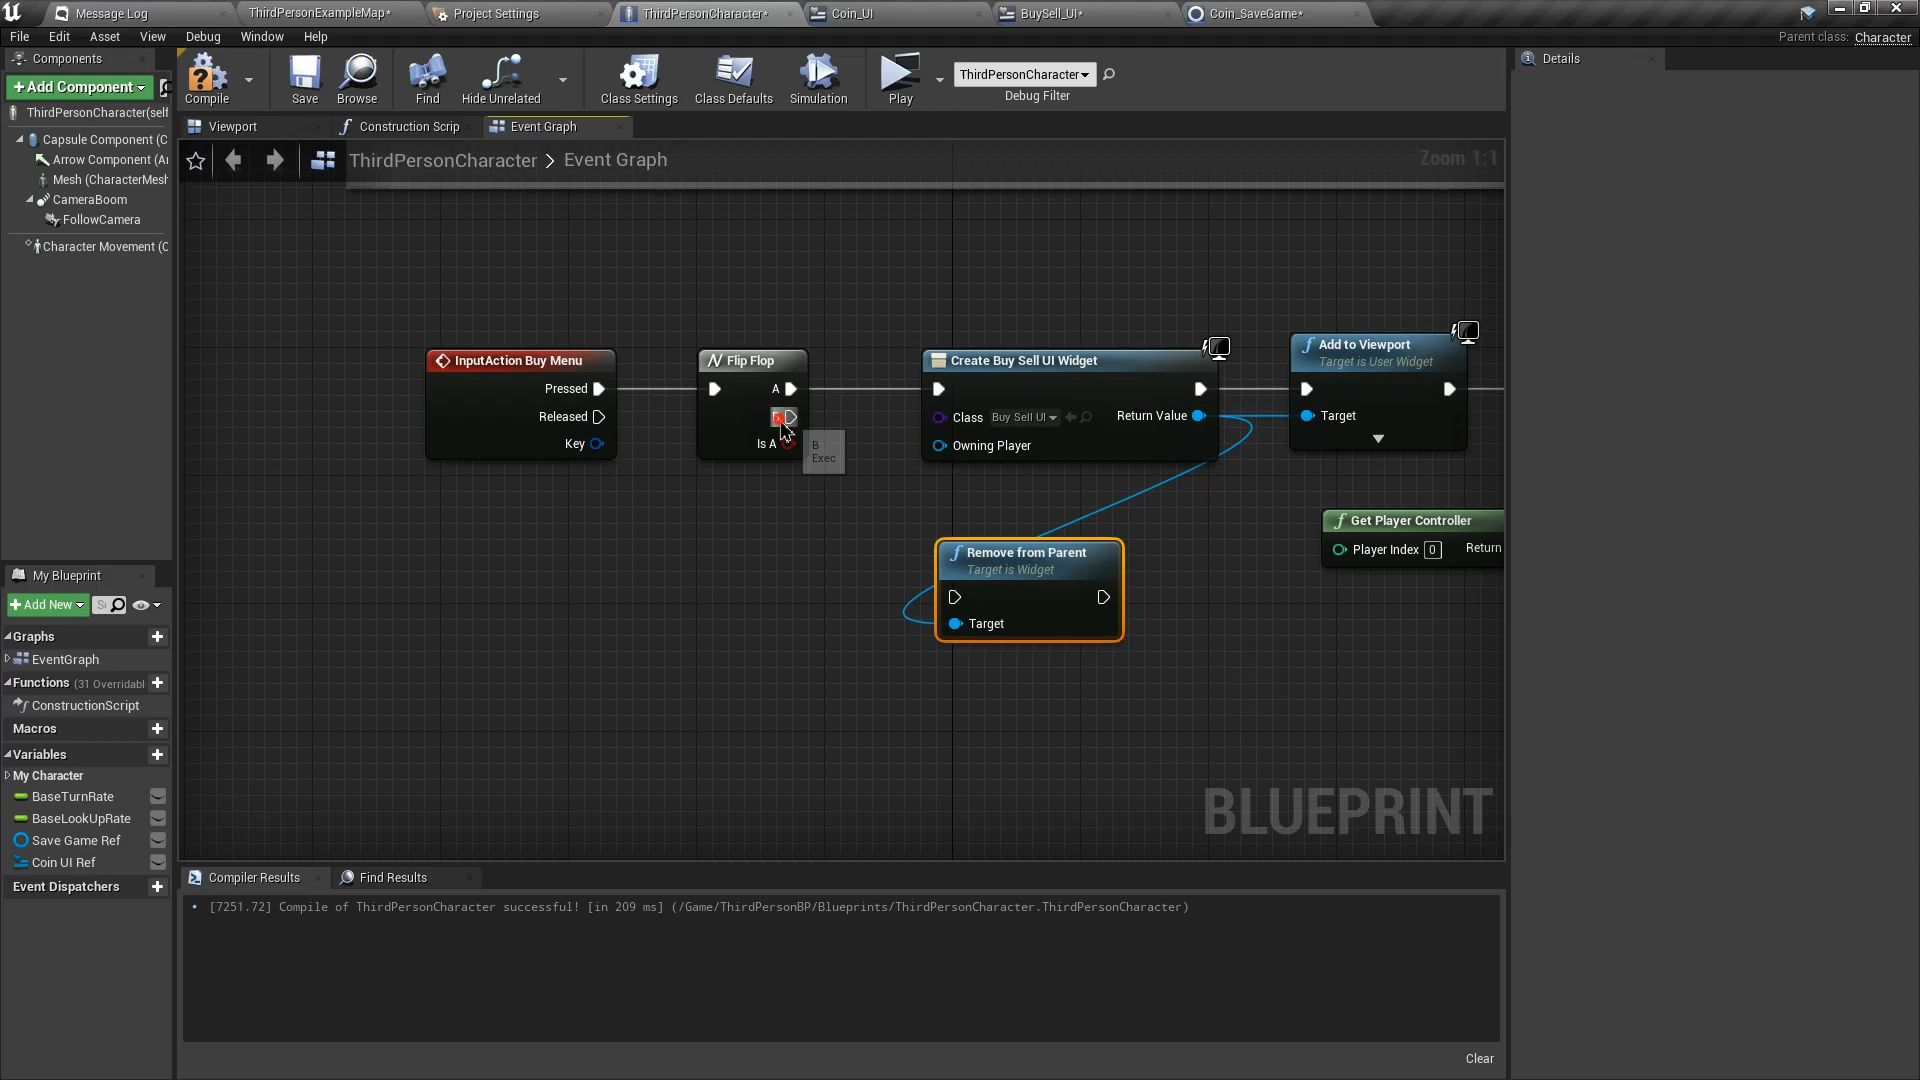 Message Log
ThirdPersonExampleMap*
Project Settings
ThirdPersonCharacter*
Coin_UI
BuySell_UI*
Coin_SaveGame*
File
Edit
Asset
View
Debug
Window
Help
Parent class: Character
Components
+Add Component
ThirdPersonCharacter(self
Capsule Component (C
Arrow Component (Ar
Mesh (CharacterMesh
CameraBoom
FollowCamera
Character Movement (C
Compile
Save
Browse
Find
Hide Unrelated
Class Settings
Class Defaults
Simulation
Play
ThirdPersonCharacter
Debug Filter
Details
Viewport
Construction Scrip
Event Graph
ThirdPersonCharacter > Event Graph
Zoom 1:1
InputAction Buy Menu
Pressed
Released
Key
Flip Flop
A
Is A
B
Exec
Create Buy Sell UI Widget
Class Buy Sell UI
Return Value
Owning Player
Add to Viewport
Target is User Widget
Target
Remove from Parent
Target is Widget
Target
Get Player Controller
Player Index 0
Return
BLUEPRINT
My Blueprint
+Add New
Graphs
EventGraph
Functions (31 Overridabl
ConstructionScript
Macros
Variables
My Character
BaseTurnRate
BaseLookUpRate
Save Game Ref
Coin UI Ref
Event Dispatchers
Compiler Results
Find Results
[7251.72] Compile of ThirdPersonCharacter successful! [in 209 ms] (/Game/ThirdPersonBP/Blueprints/ThirdPersonCharacter.ThirdPersonCharacter)
Clear